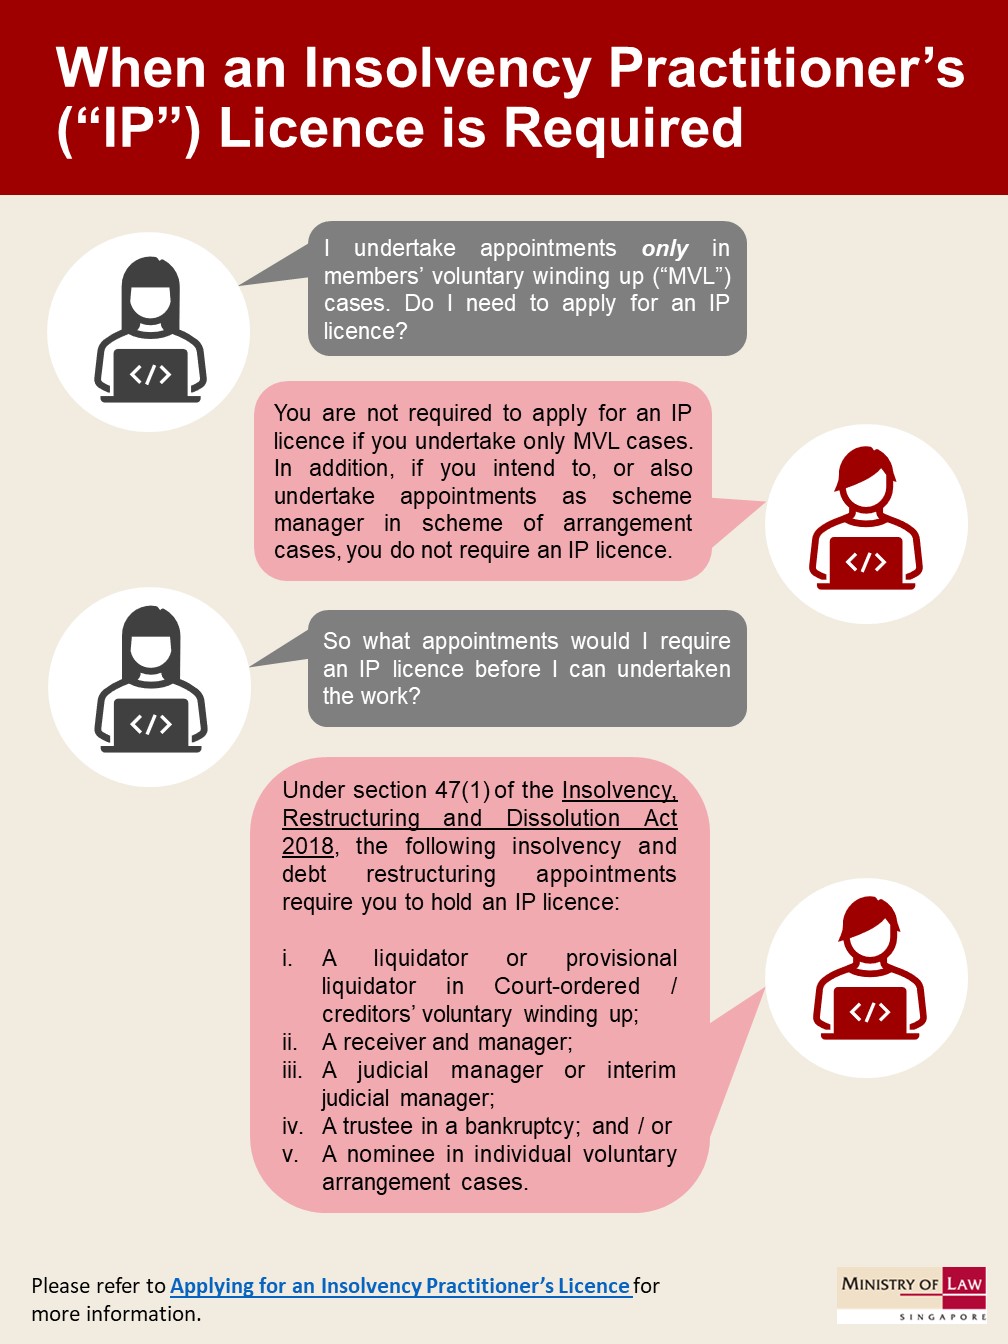 When an Insolvency Practitioner’s
(“IP”) Licence is Required
I undertake appointments only in
members’ voluntary winding up (“MVL”)
cases. Do I need to apply for an IP
licence?
</>
You are not required to apply for an IP
licence if you undertake only MVL cases.
In addition, if you intend to, or also
undertake appointments as scheme
manager in scheme of arrangement
cases, you do not require an IP licence.
</>
So what appointments would I require
an IP licence before I can undertaken
the work?
</>
Under section 47(1) of the Insolvency,
Restructuring and Dissolution Act
2018, the following insolvency and
debt restructuring appointments
require you to hold an IP licence:
i. A liquidator or provisional
liquidator in Court-ordered /
creditors’ voluntary winding up;
ii. A receiver and manager;
iii. A judicial manager or interim
judicial manager;
iv. A trustee in a bankruptcy; and / or
v. A nominee in individual voluntary
arrangement cases.
</>
Please refer to Applying for an Insolvency Practitioner’s Licence for
more information.
MINISTRY OF LAW
SINGAPORE